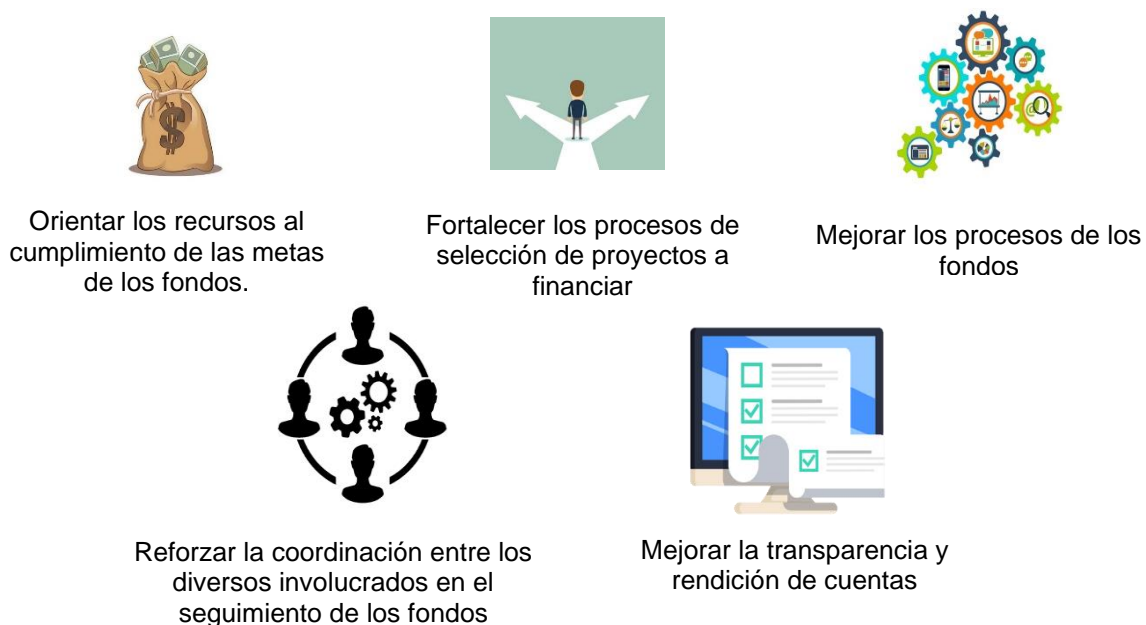 Orientar los recursos al
cumplimiento de las metas
de los fondos.
Fortalecer los procesos de
selección de proyectos a
financiar
Mejorar los procesos de los
fondos
Reforzar la coordinación entre los
diversos involucrados en el
seguimiento de los fondos
Mejorar la transparencia y
rendición de cuentas